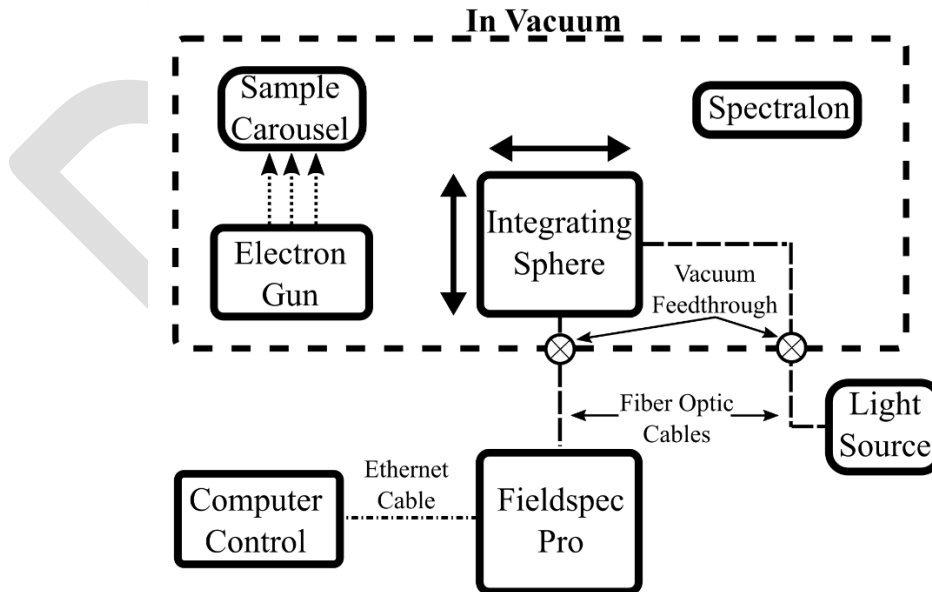 In Vacuum
Sample
Carousel
Spectralon
Integrating
Sphere
Electron
Gun
Vacuum
Feedthrough
Fiber Optic
Cables
Light
Source
Ethernet
Cable
Computer
Control
Fieldspec
Pro